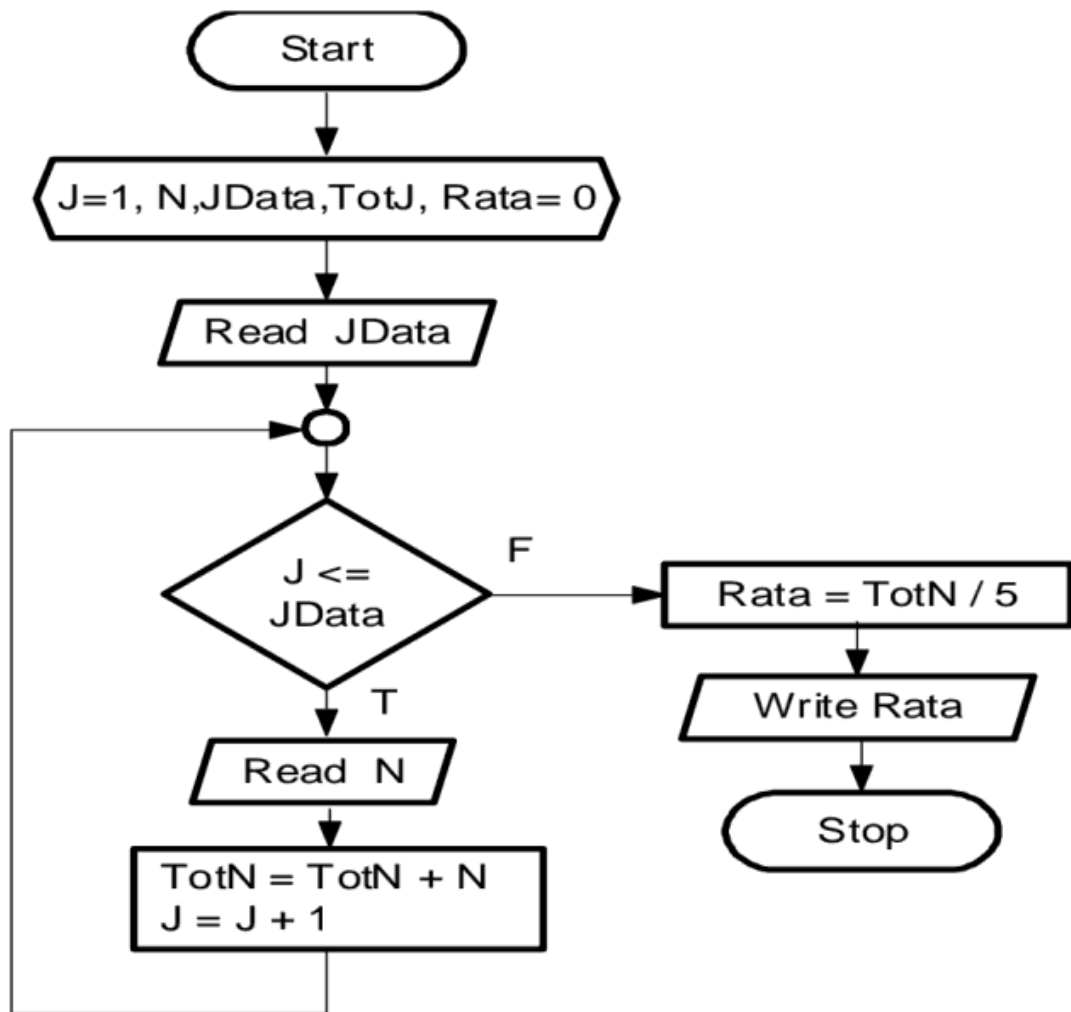 Start
J=1, N,JData,TotJ, Rata= 0
Read JData
J <=
JData
F
Rata = TotN / 5
T
Write Rata
Read N
Stop
TotN = TotN + N
J = J + 1